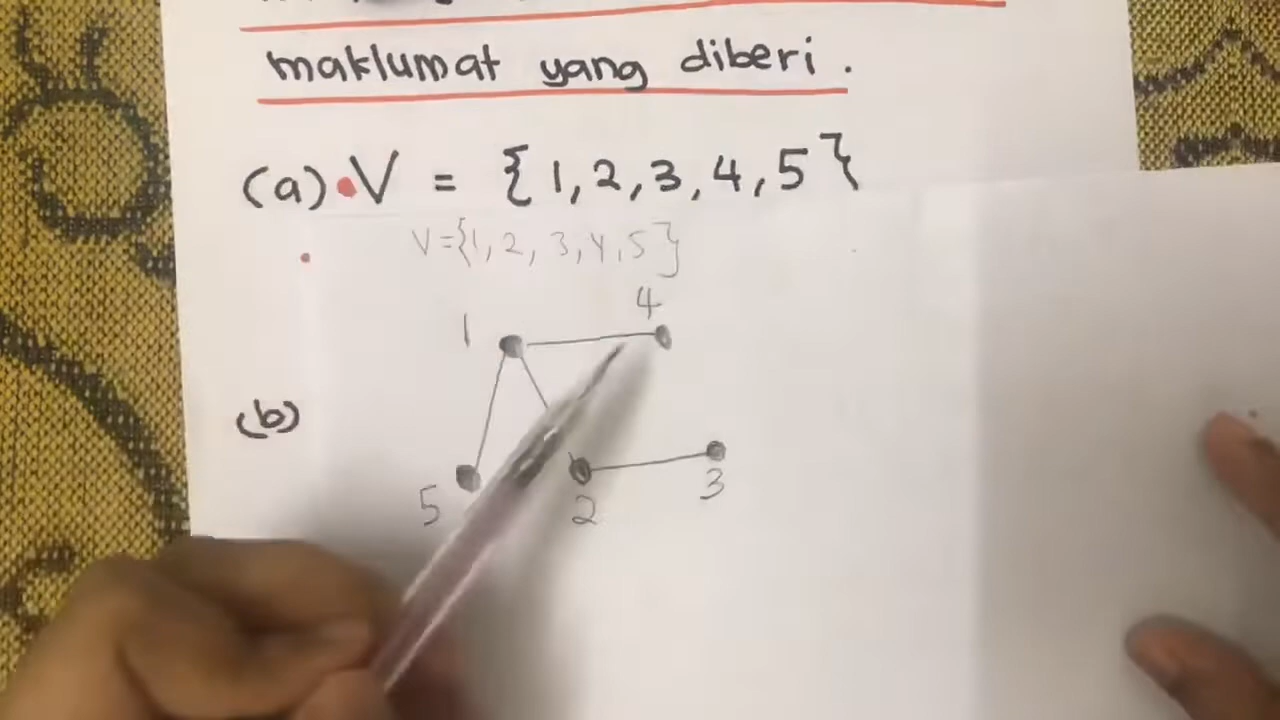 maklumat yang diberi.
(a) V = {1,2,3,4,5}
V={1,2,3,4,5}
4
1
(b)
3
5 2